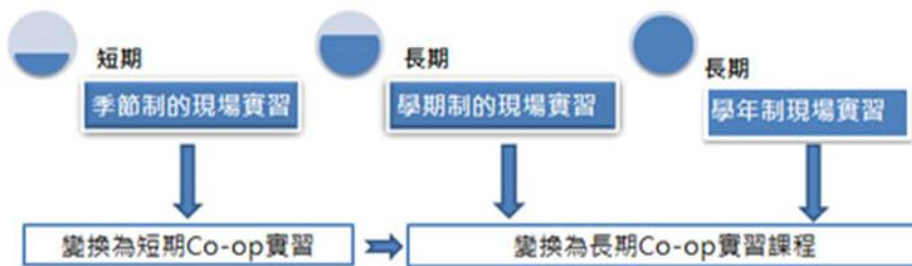 短期
季節制的現場實習
長期
學期制的現場實習
長期
學年制現場實習
變換為短期Co-op實習
變換為長期Co-op實習課程